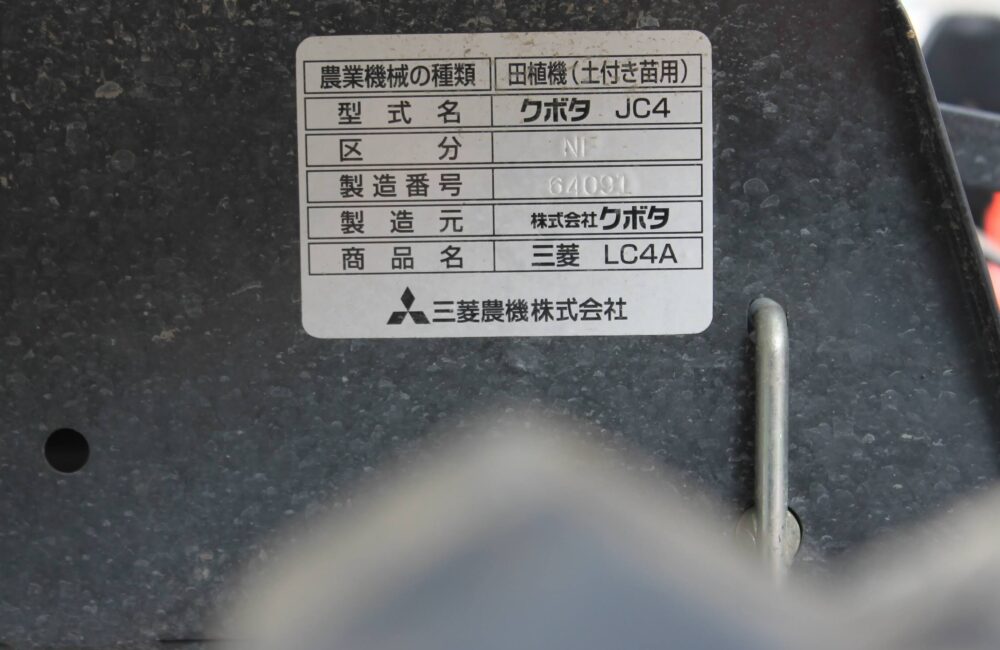 農業機械の種類 田植機(土付き苗用)
型式名 クボタ JC4
区分 NF
製造番号 64091
製造元 株式会社クボタ
商品名 三菱 LC4A
三菱農機株式会社